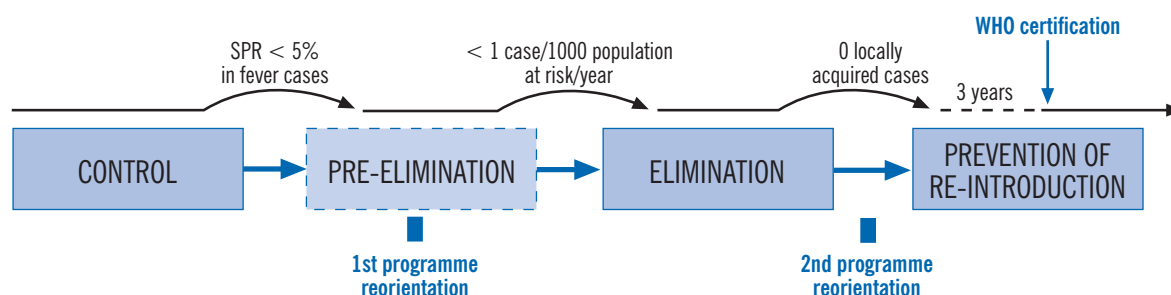 WHO certification
SPR < 5%
in fever cases
< 1 case/1000 population
at risk/year
0 locally
acquired cases
3 years
CONTROL
PRE-ELIMINATION
ELIMINATION
PREVENTION OF
RE-INTRODUCTION
1st programme
reorientation
2nd programme
reorientation